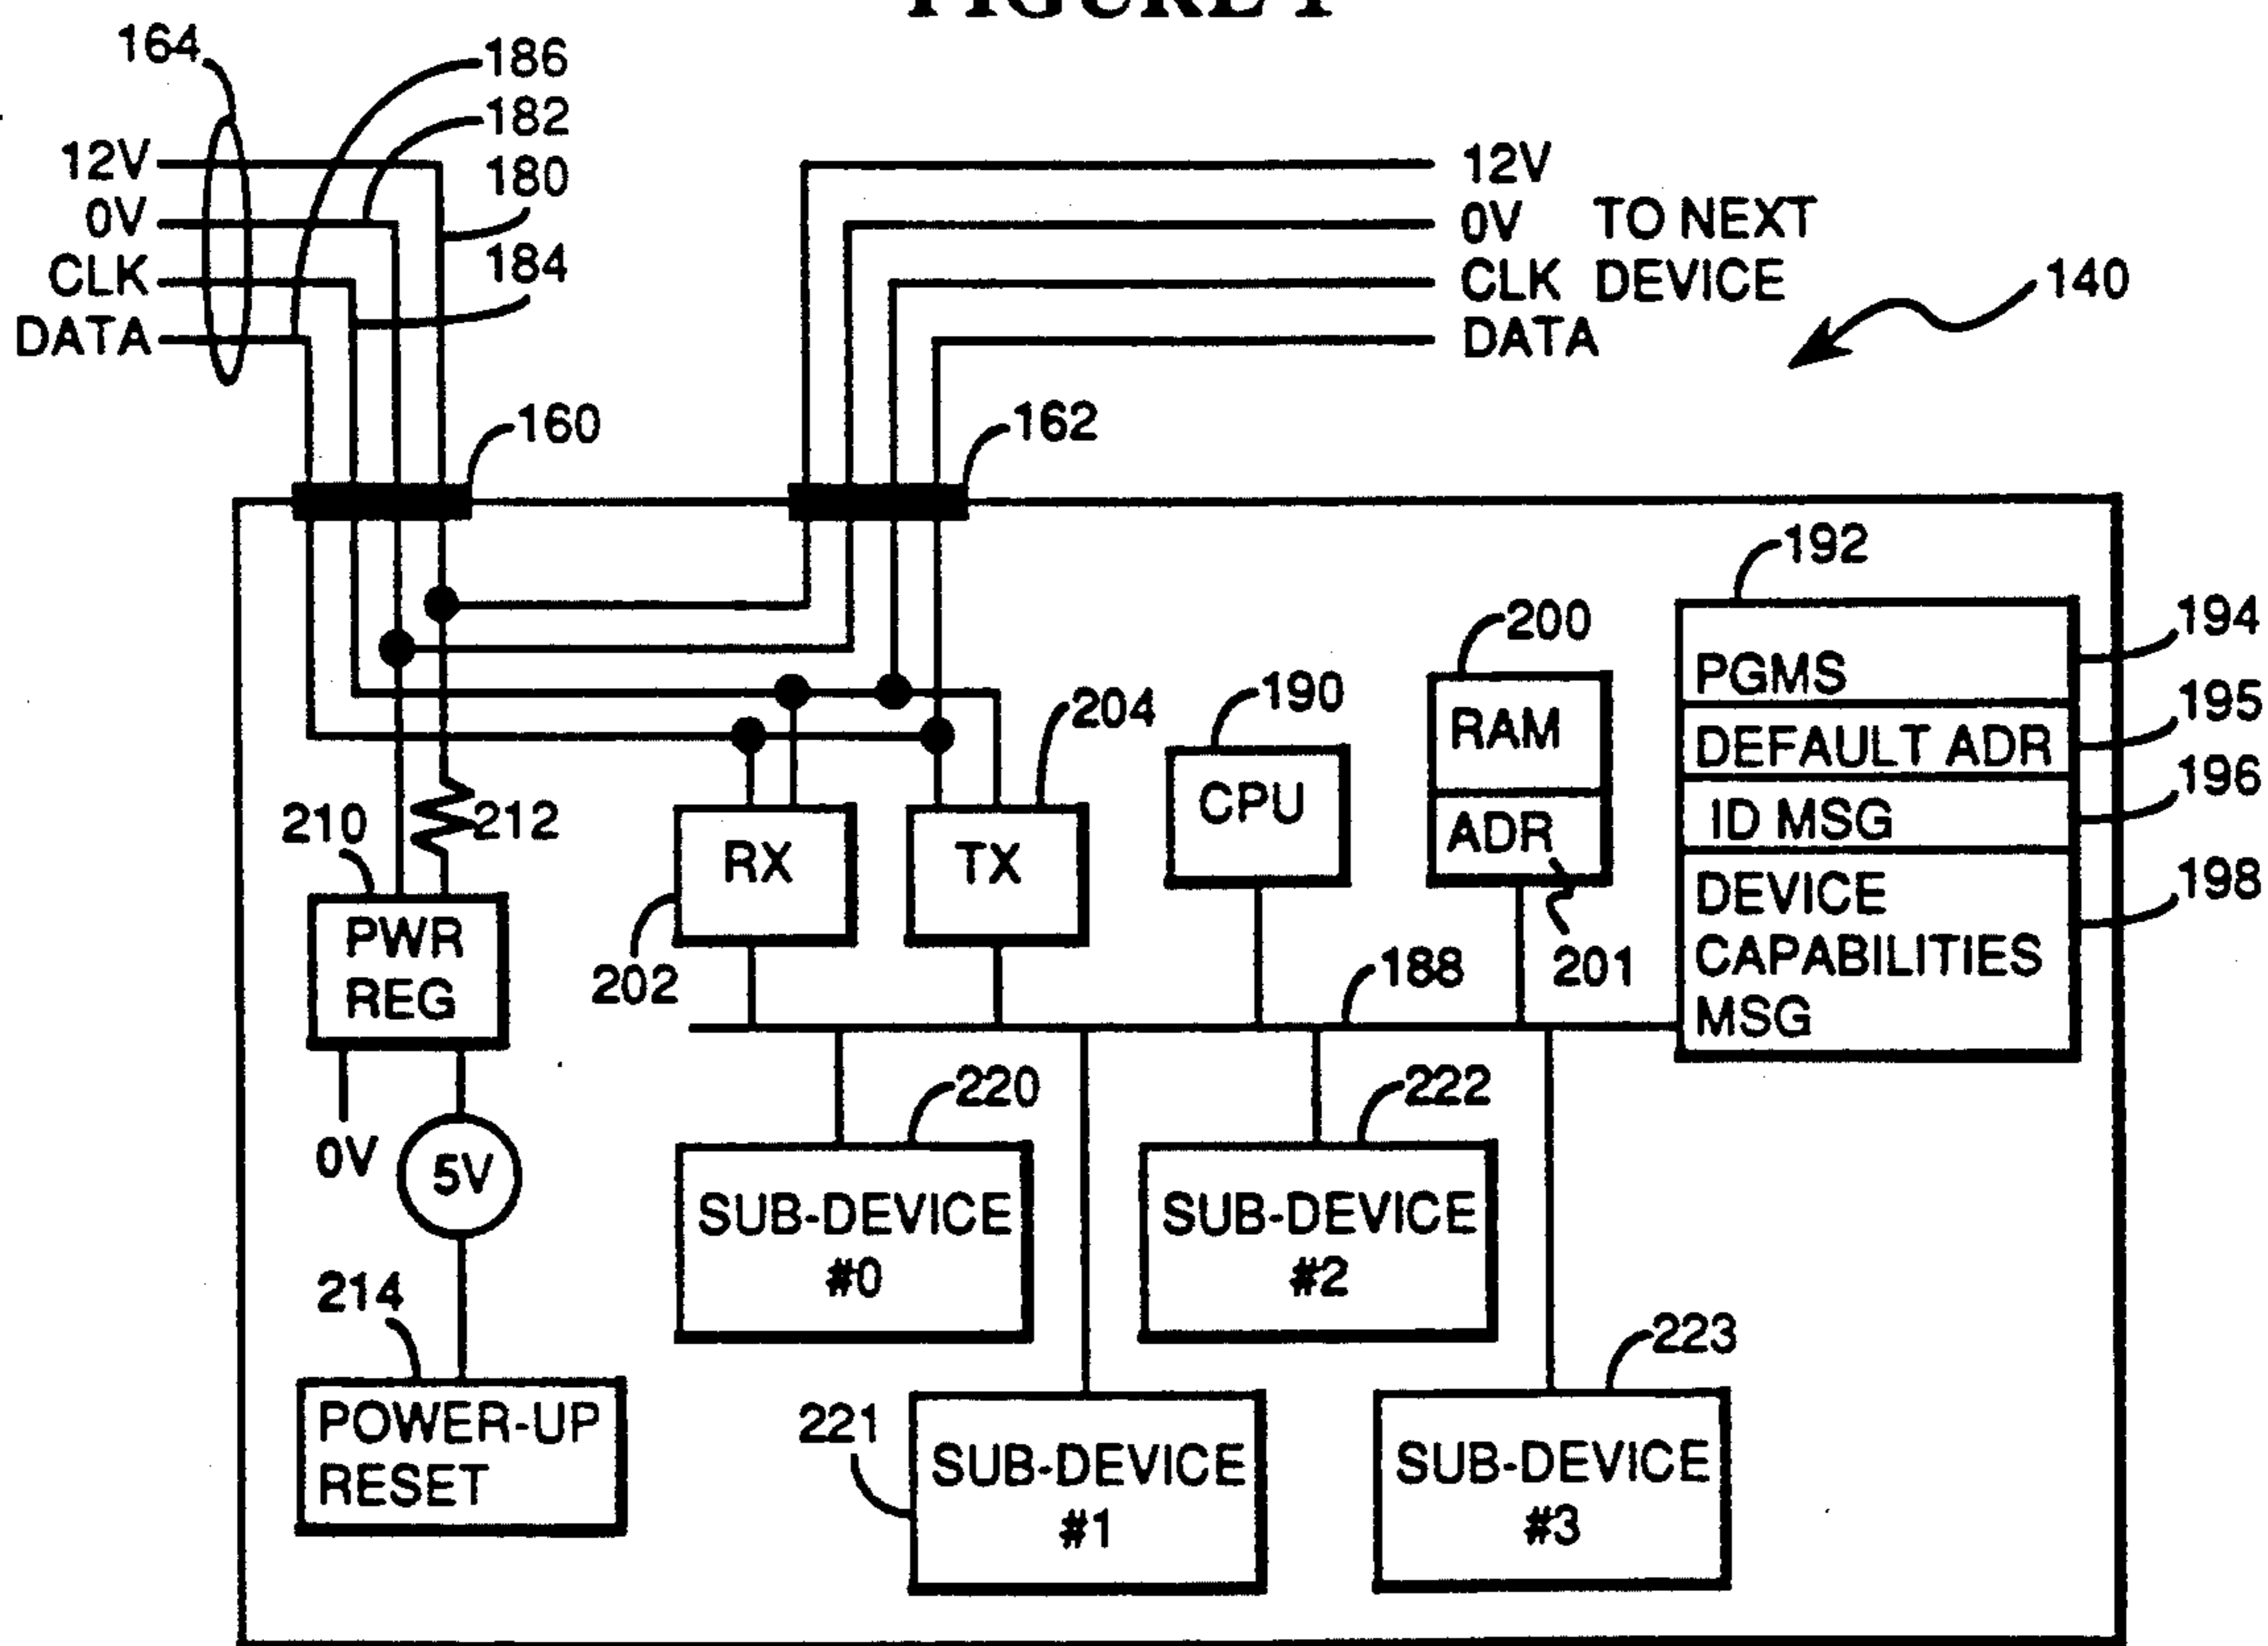 FIGURE 1
164
186
182
180
184
12V
0V
CLK
DATA
12V
0V TO NEXT
CLK DEVICE
DATA
140
160
162
192
194
195
196
198
PGMS
DEFAULT ADR
ID MSG
DEVICE
CAPABILITIES
MSG
200
RAM
ADR
201
190
CPU
204
TX
RX
202
188
210
212
PWR
REG
0V
5V
214
POWER-UP
RESET
220
SUB-DEVICE
#0
222
SUB-DEVICE
#2
221
SUB-DEVICE
#1
223
SUB-DEVICE
#3